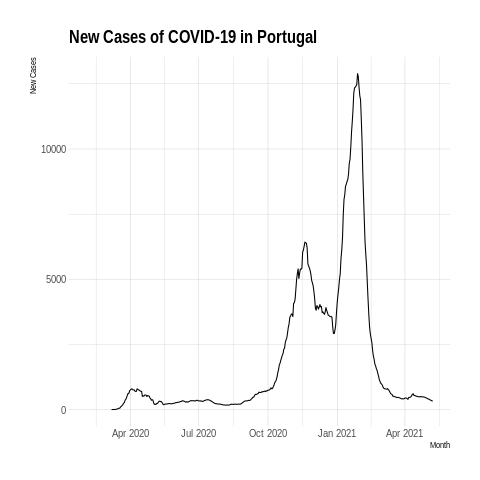 New Cases of COVID-19 in Portugal
New Cases
10000
5000
0
Apr 2020 Jul 2020 Oct 2020 Jan 2021 Apr 2021
Month